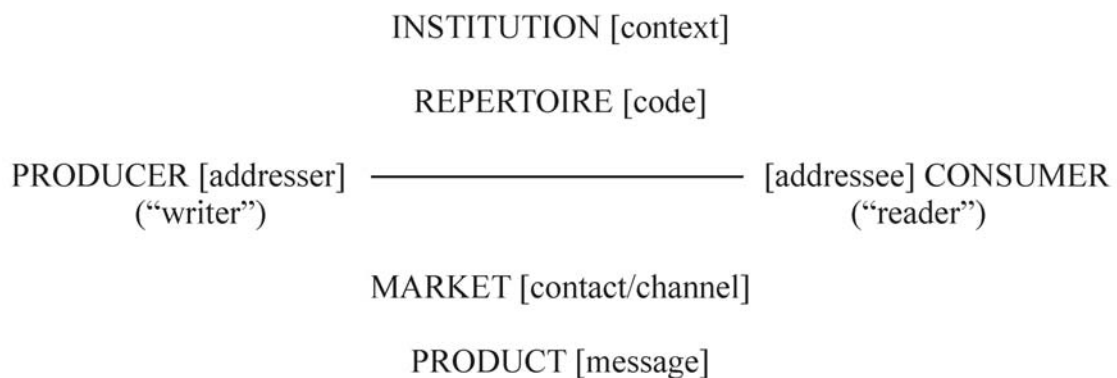 INSTITUTION [context]
REPERTOIRE [code]
PRODUCER [addresser] [addressee] CONSUMER
(“writer”) (“reader”)
MARKET [contact/channel]
PRODUCT [message]